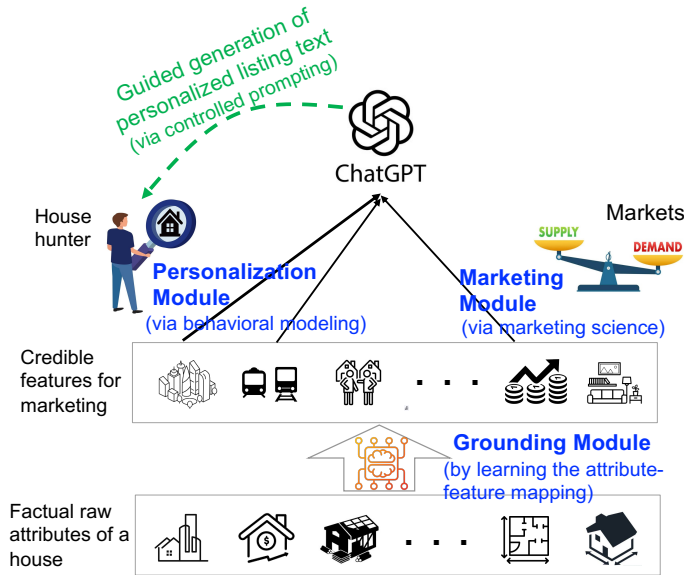 Guided generation of
personalized listing text
(via controlled prompting)
ChatGPT
House
hunter
Markets
SUPPLY
DEMAND
Personalization
Module
(via behavioral modeling)
Marketing
Module
(via marketing science)
Credible
features for
marketing
. . . .
Grounding Module
(by learning the attribute-
feature mapping)
Factual raw
attributes of a
house
$
. . . .